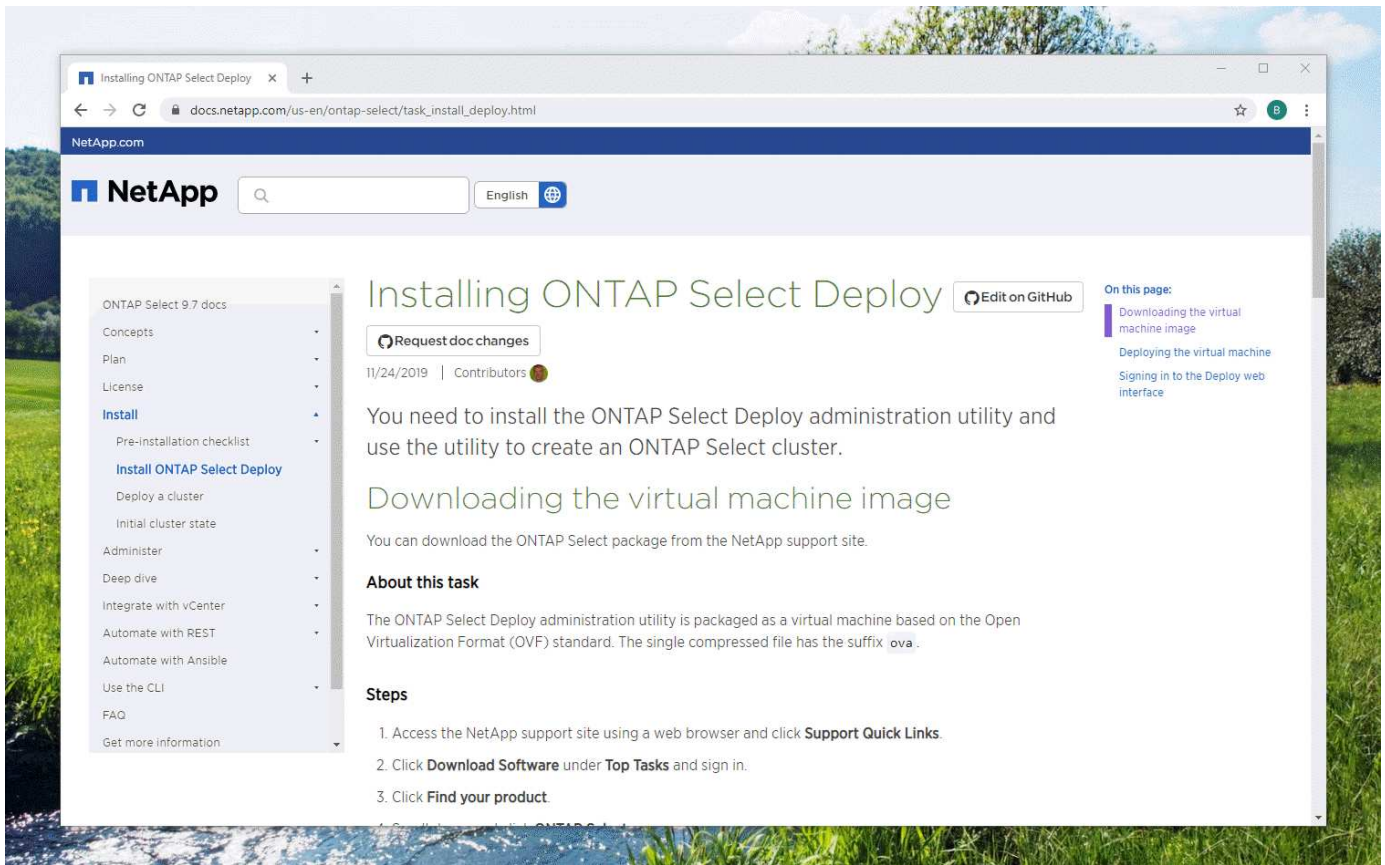 Installing ONTAP Select Deploy
docs.netapp.com/us-en/ontap-select/task_install_deploy.html
B
NetApp.com
NetApp
English
ONTAP Select 9.7 docs
Concepts
Plan
License
Install
Pre-installation checklist
Install ONTAP Select Deploy
Deploy a cluster
Initial cluster state
Administer
Deep dive
Integrate with vCenter
Automate with REST
Automate with Ansible
Use the CLI
FAQ
Get more information
Installing ONTAP Select Deploy
Edit on GitHub
Request doc changes
11/24/2019 | Contributors
You need to install the ONTAP Select Deploy administration utility and
use the utility to create an ONTAP Select cluster.
Downloading the virtual machine image
You can download the ONTAP Select package from the NetApp support site.
About this task
The ONTAP Select Deploy administration utility is packaged as a virtual machine based on the Open
Virtualization Format (OVF) standard. The single compressed file has the suffix ova.
Steps
1. Access the NetApp support site using a web browser and click Support Quick Links.
2. Click Download Software under Top Tasks and sign in.
3. Click Find your product.
On this page:
Downloading the virtual
machine image
Deploying the virtual machine
Signing in to the Deploy web
interface